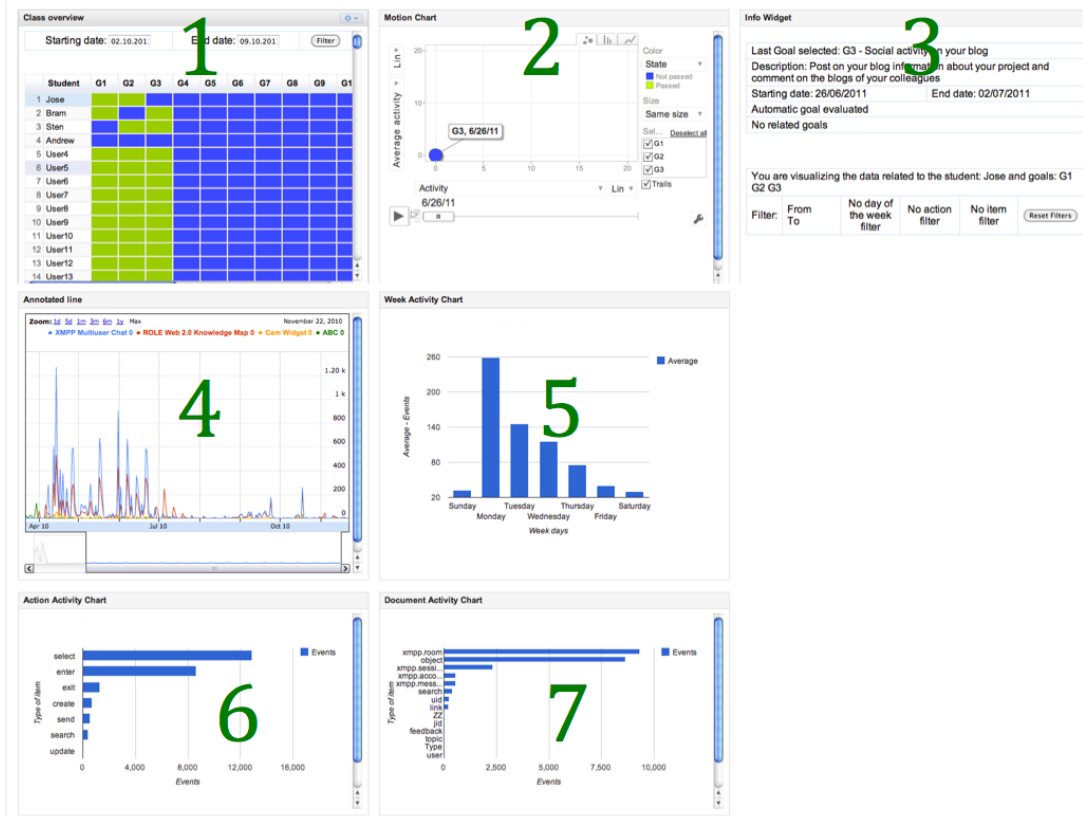 Class overview
1
Starting date: 02.10.201 End date: 09.10.201 Filter
Student G1 G2 G3 G4 G5 G6 G7 G8 G9 G1
1 Jose
2 Bram
3 Sten
4 Andrew
5 User4
6 User5
7 User6
8 User7
9 User8
10 User9
11 User10
12 User11
13 User12
14 User13
Motion Chart
2
Lin
Average activity
20
10
0
G3, 6/26/11
0 5 10 15 20
Activity Lin
6/26/11
Color
State
Not passed
Passed
Size
Same size
Sel... Deselect all
G1
G2
G3
Trails
Info Widget
3
Last Goal selected: G3 - Social activity on your blog
Description: Post on your blog information about your project and
comment on the blogs of your colleagues
Starting date: 26/06/2011 End date: 02/07/2011
Automatic goal evaluated
No related goals
You are visualizing the data related to the student: Jose and goals: G1
G2 G3
Filter: From To No day of the week filter No action filter No item filter Reset Filters
Annotated line
4
Zoom: 1d 5d 1m 3m 6m 1y Max November 22, 2010
XMPP Multiuser Chat 0 ROLE Web 2.0 Knowledge Map 0 Cam Widget 0 ABC 0
1.20 k
1 k
800
600
400
200
0
Apr 10 Jul 10 Oct 10
Week Activity Chart
5
Average - Events
260
200
140
80
20
Average
Sunday Monday Tuesday Wednesday Thursday Friday Saturday
Week days
Action Activity Chart
6
Type of item
select
enter
exit
create
send
search
update
Events
0 4,000 8,000 12,000 16,000
Events
Document Activity Chart
7
Type of item
xmpp.room
object
xmpp.sessi...
xmpp.acco...
xmpp.mess...
search
uid
link
ZZ
jid
feedback
topic
Type
user
Events
0 2,500 5,000 7,500 10,000
Events